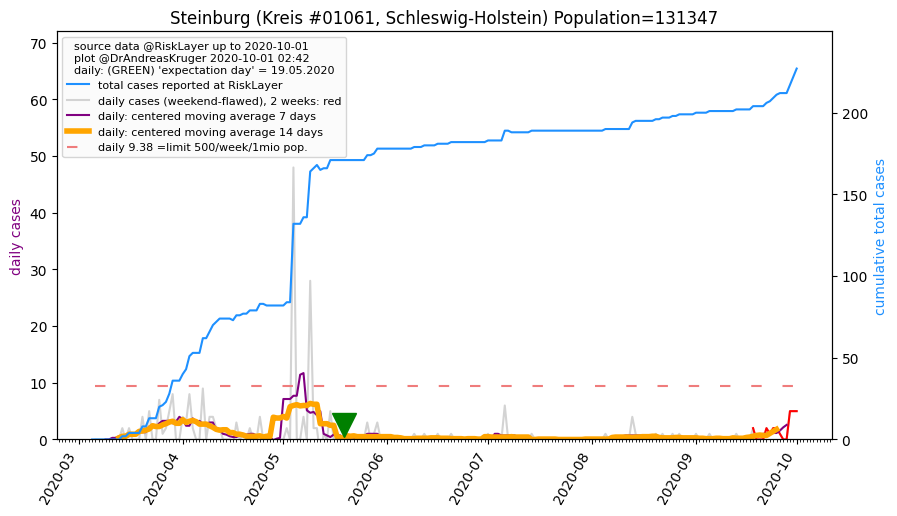 Steinburg (Kreis #01061, Schleswig-Holstein) Population=131347
source data @RiskLayer up to 2020-10-01
plot @DrAndreasKruger 2020-10-01 02:42
daily: (GREEN) 'expectation day' = 19.05.2020
total cases reported at RiskLayer
daily cases (weekend-flawed), 2 weeks: red
daily: centered moving average 7 days
daily: centered moving average 14 days
daily 9.38 =limit 500/week/1mio pop.
daily cases
70
60
50
40
30
20
10
0
cumulative total cases
200
150
100
50
0
2020-03
2020-04
2020-05
2020-06
2020-07
2020-08
2020-09
2020-10